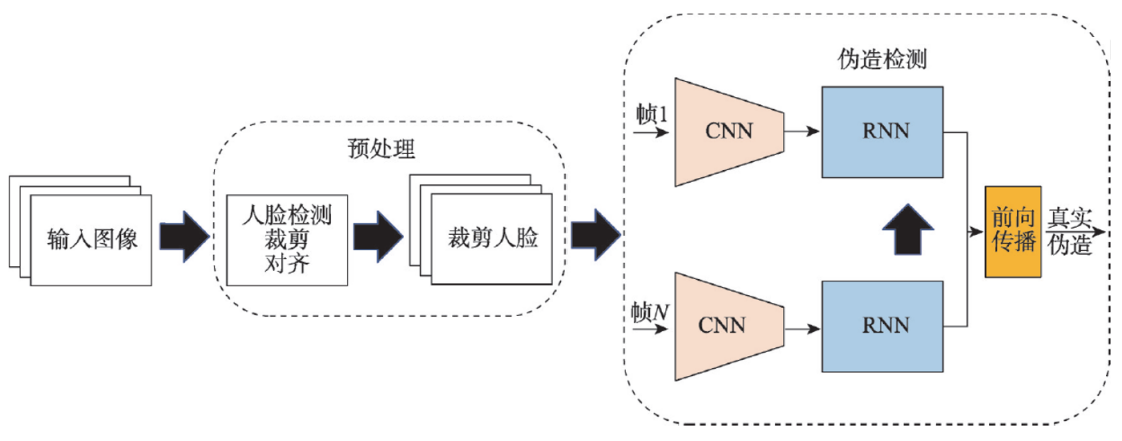 输入图像
预处理
人脸检测
裁剪
对齐
裁剪人脸
伪造检测
帧1
CNN
RNN
帧N
CNN
RNN
前向
传播
真实
伪造